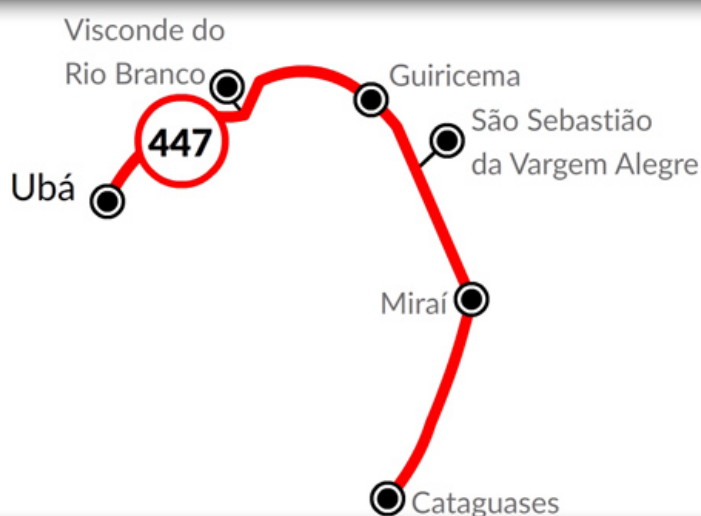 Visconde do
Rio Branco
Guiricema
São Sebastião
da Vargem Alegre
447
Ubá
Miraí
Cataguases